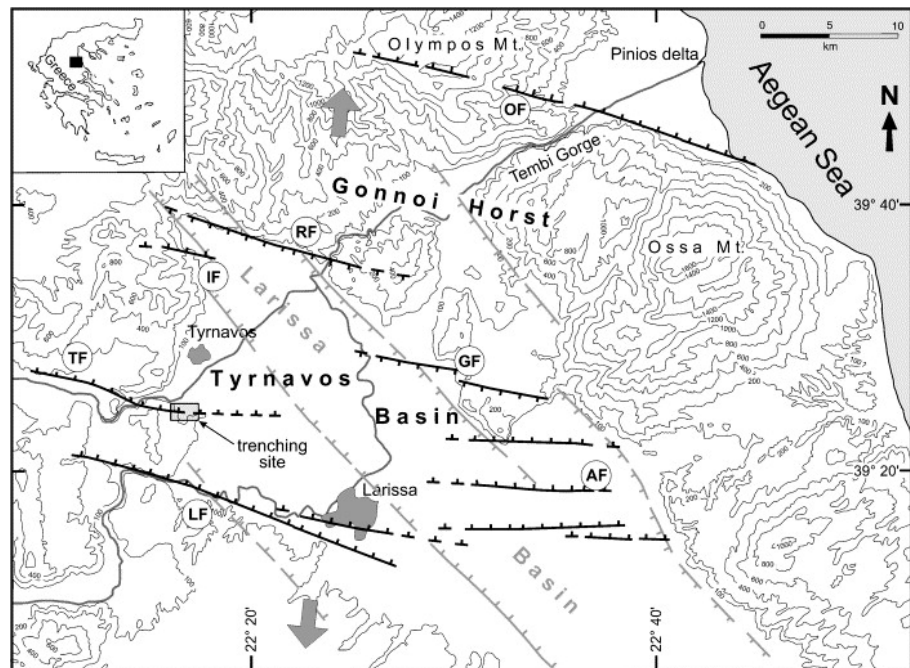 Greece
Olympos Mt.
Pinios delta
0 5 10
km
Aegean Sea
N
OF
Tembi Gorge
Gonnoi Horst
39° 40'
RF
Ossa Mt.
IF
Larissa
Tyrnavos
TF
GF
Tyrnavos
Basin
trenching
site
39° 20'
AF
Larissa
LF
Basin
22° 20'
22° 40'